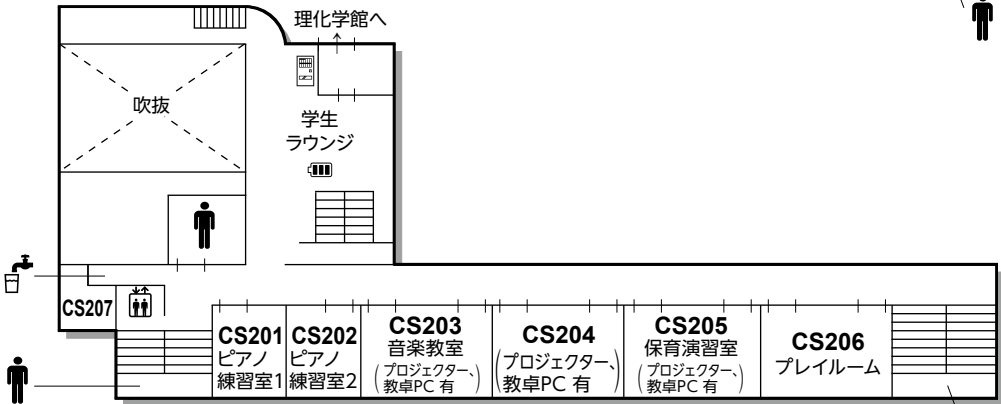 理化学館へ
吹抜
学生
ラウンジ
CS207
CS201
ピアノ
練習室1
CS202
ピアノ
練習室2
CS203
音楽教室
(プロジェクター、
教卓PC 有)
CS204
(プロジェクター、
教卓PC 有)
CS205
保育演習室
(プロジェクター、
教卓PC 有)
CS206
プレイルーム